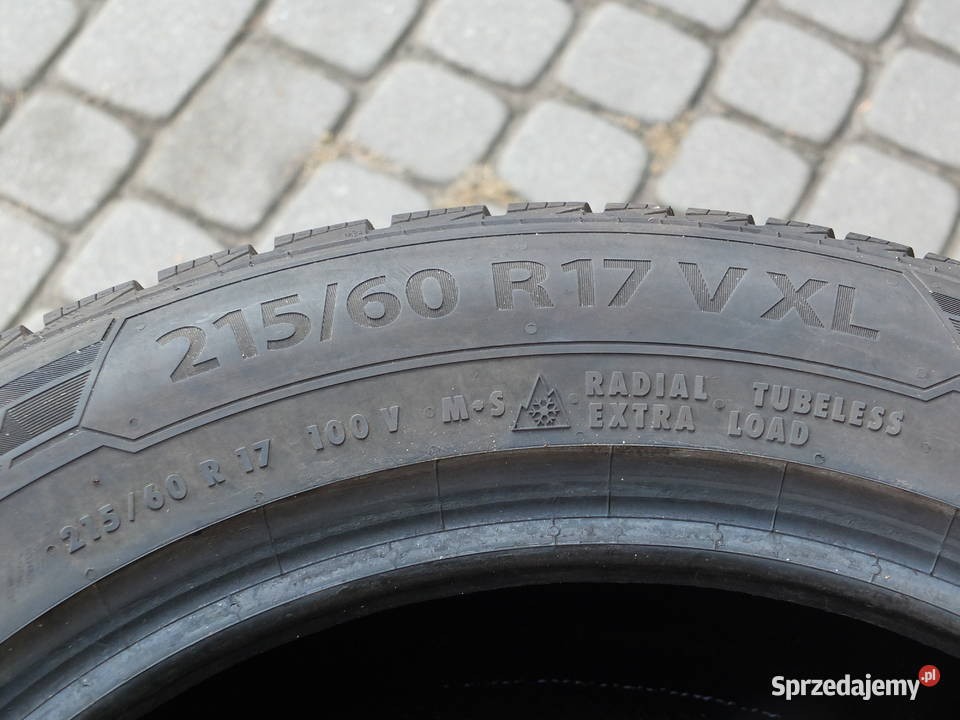 215/60 R17 V XL
215/60 R 17 100 V M•S RADIAL TUBELESS
EXTRA LOAD
Sprzedajemy.pl